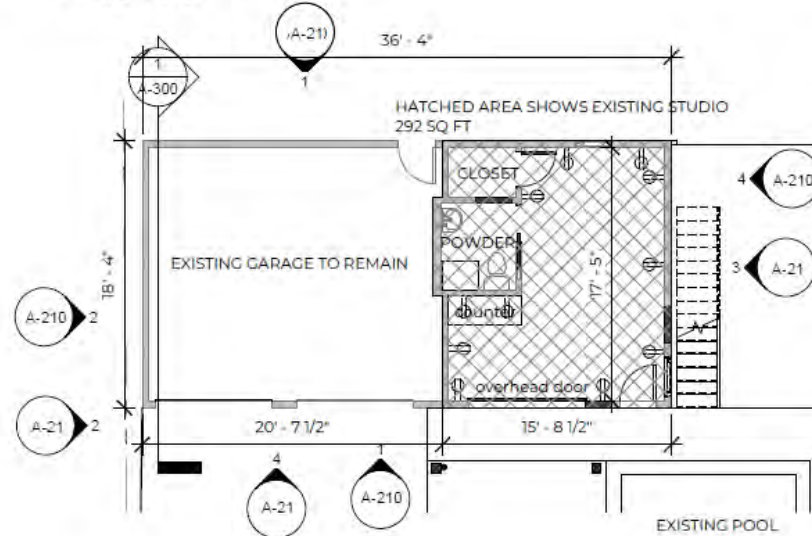 A-21
36' - 4"
1
A-300
1
HATCHED AREA SHOWS EXISTING STUDIO
292 SQ FT
CLOSET
4
A-210
POWDER
EXISTING GARAGE TO REMAIN
18' - 4"
17' - 5"
3
A-21
A-210
2
counter
overhead door
A-21
2
20' - 7 1/2"
15' - 8 1/2"
4
A-21
1
A-210
EXISTING POOL